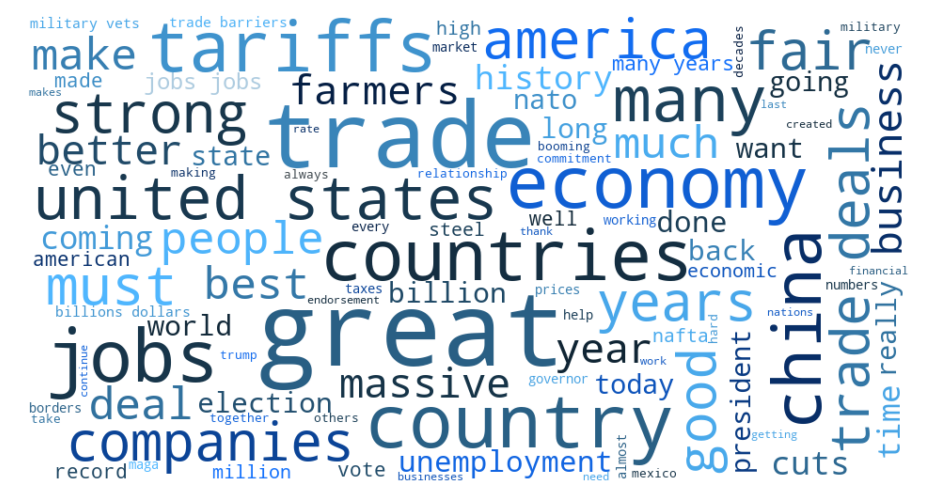 military vets
trade barriers
high
military
make
tariffs
market
america
decades
fair
never
made
jobs jobs
history
many years
going
business
makes
farmers
nato
many
last
strong
trade
rate
long
booming
much
created
deals
better
state
commitment
want
even
making
always
relationship
economy
united states
well
working
done
every
steel
thank
coming
people
countries
back
american
economic
china
financial
must
best
taxes
billion
prices
years
numbers
endorsement
billions dollars
great
help
nations
world
nafta
hard
trade
really
jobs
trump
year
work
good
president
continue
massive
governor
today
borders
deal
election
country
take
together
others
time
getting
companies
unemployment
almost
record
maga
million
vote
businesses
need
mexico
cuts